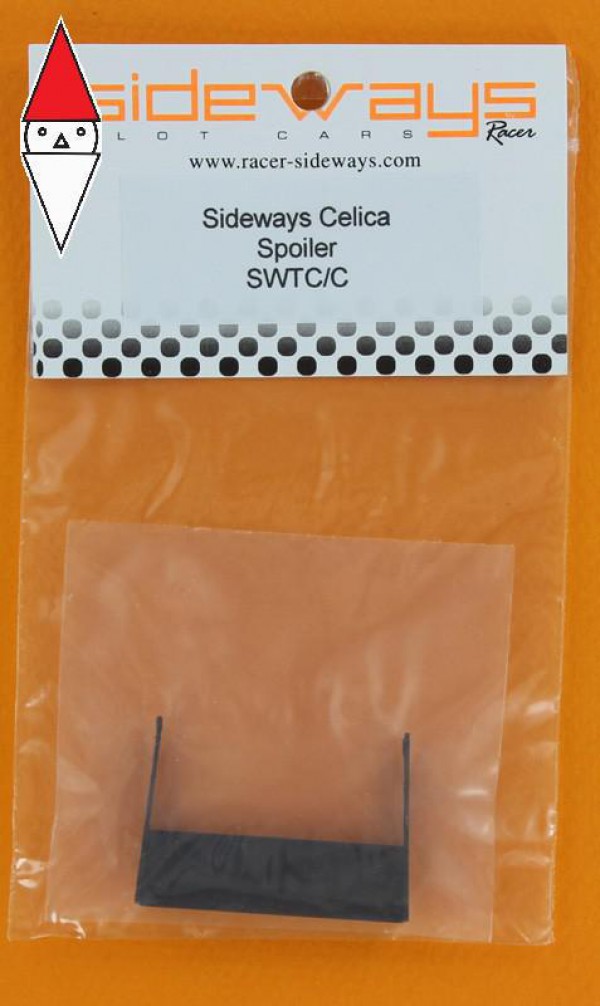 sideways
LOT CARS
Racer
www.racer-sideways.com
Sideways Celica
Spoiler
SWTC/C